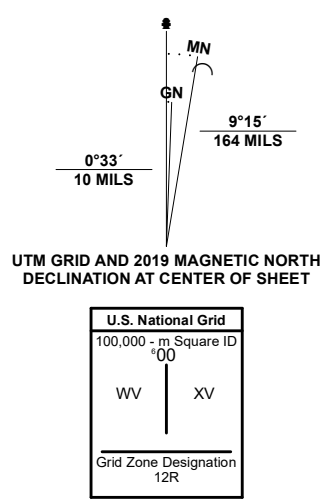 MN
GN
9°15´
164 MILS
0°33´
10 MILS
UTM GRID AND 2019 MAGNETIC NORTH
DECLINATION AT CENTER OF SHEET
U.S. National Grid
100,000 - m Square ID
⁶00
WV XV
Grid Zone Designation
12R